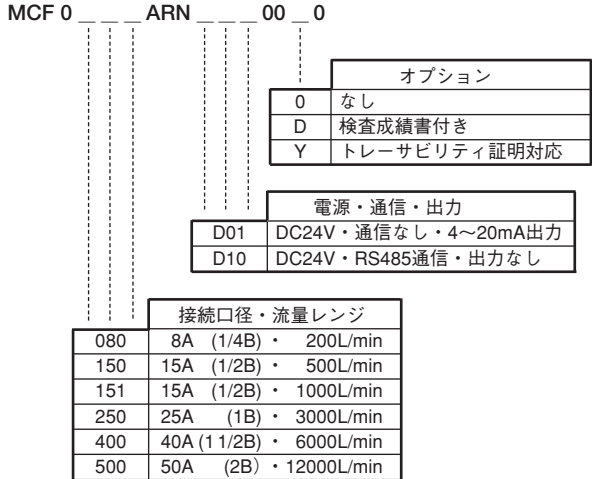 MCF 0 _ _ _ ARN _ _ _ 00 _ 0
オプション
0 なし
D 検査成績書付き
Y トレーサビリティ証明対応
電源・通信・出力
D01 DC24V・通信なし・4〜20mA出力
D10 DC24V・RS485通信・出力なし
接続口径・流量レンジ
080 8A (1/4B)・ 200L/min
150 15A (1/2B)・ 500L/min
151 15A (1/2B)・ 1000L/min
250 25A (1B)・ 3000L/min
400 40A (1 1/2B)・ 6000L/min
500 50A (2B)・12000L/min